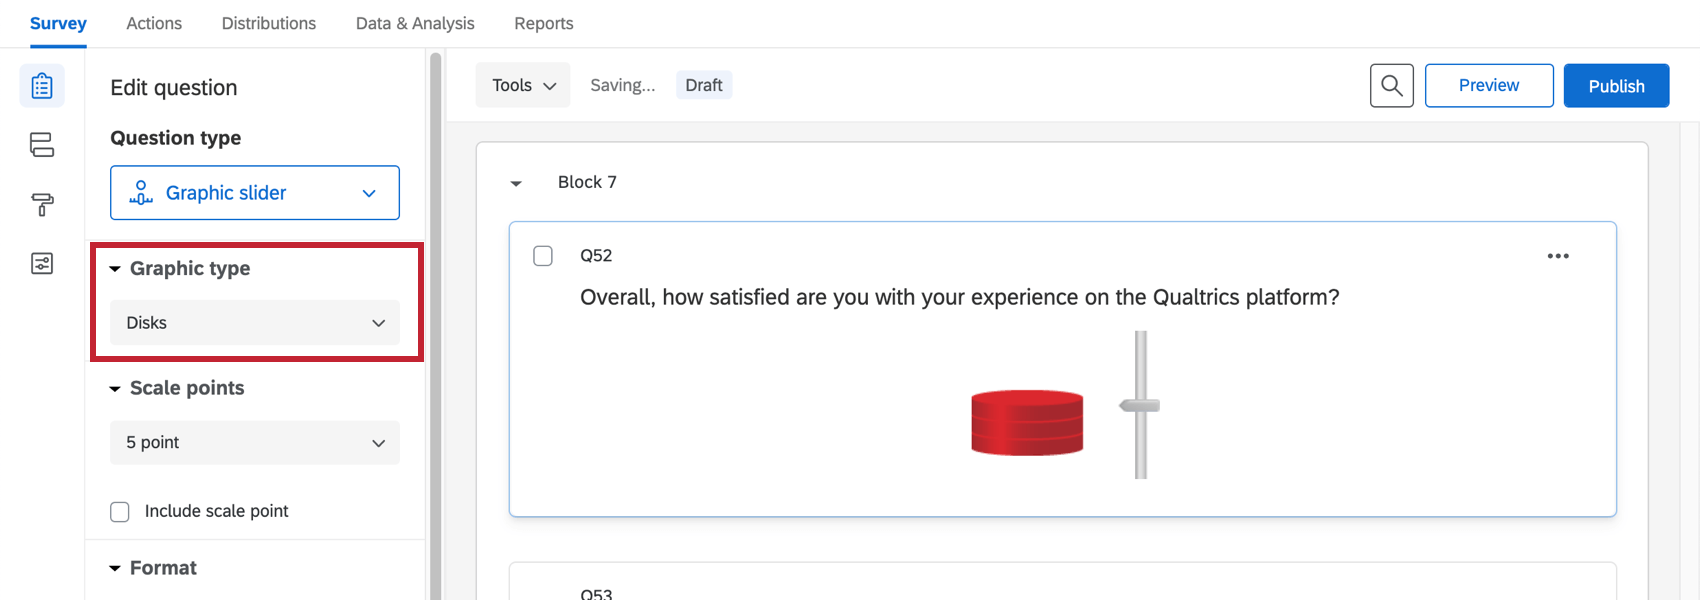 Survey Actions Distributions Data & Analysis Reports
Edit question
Question type
Graphic slider
Graphic type
Disks
Scale points
5 point
Include scale point
Format
Tools Saving... Draft Preview Publish
Block 7
Q52
Overall, how satisfied are you with your experience on the Qualtrics platform?
Q53